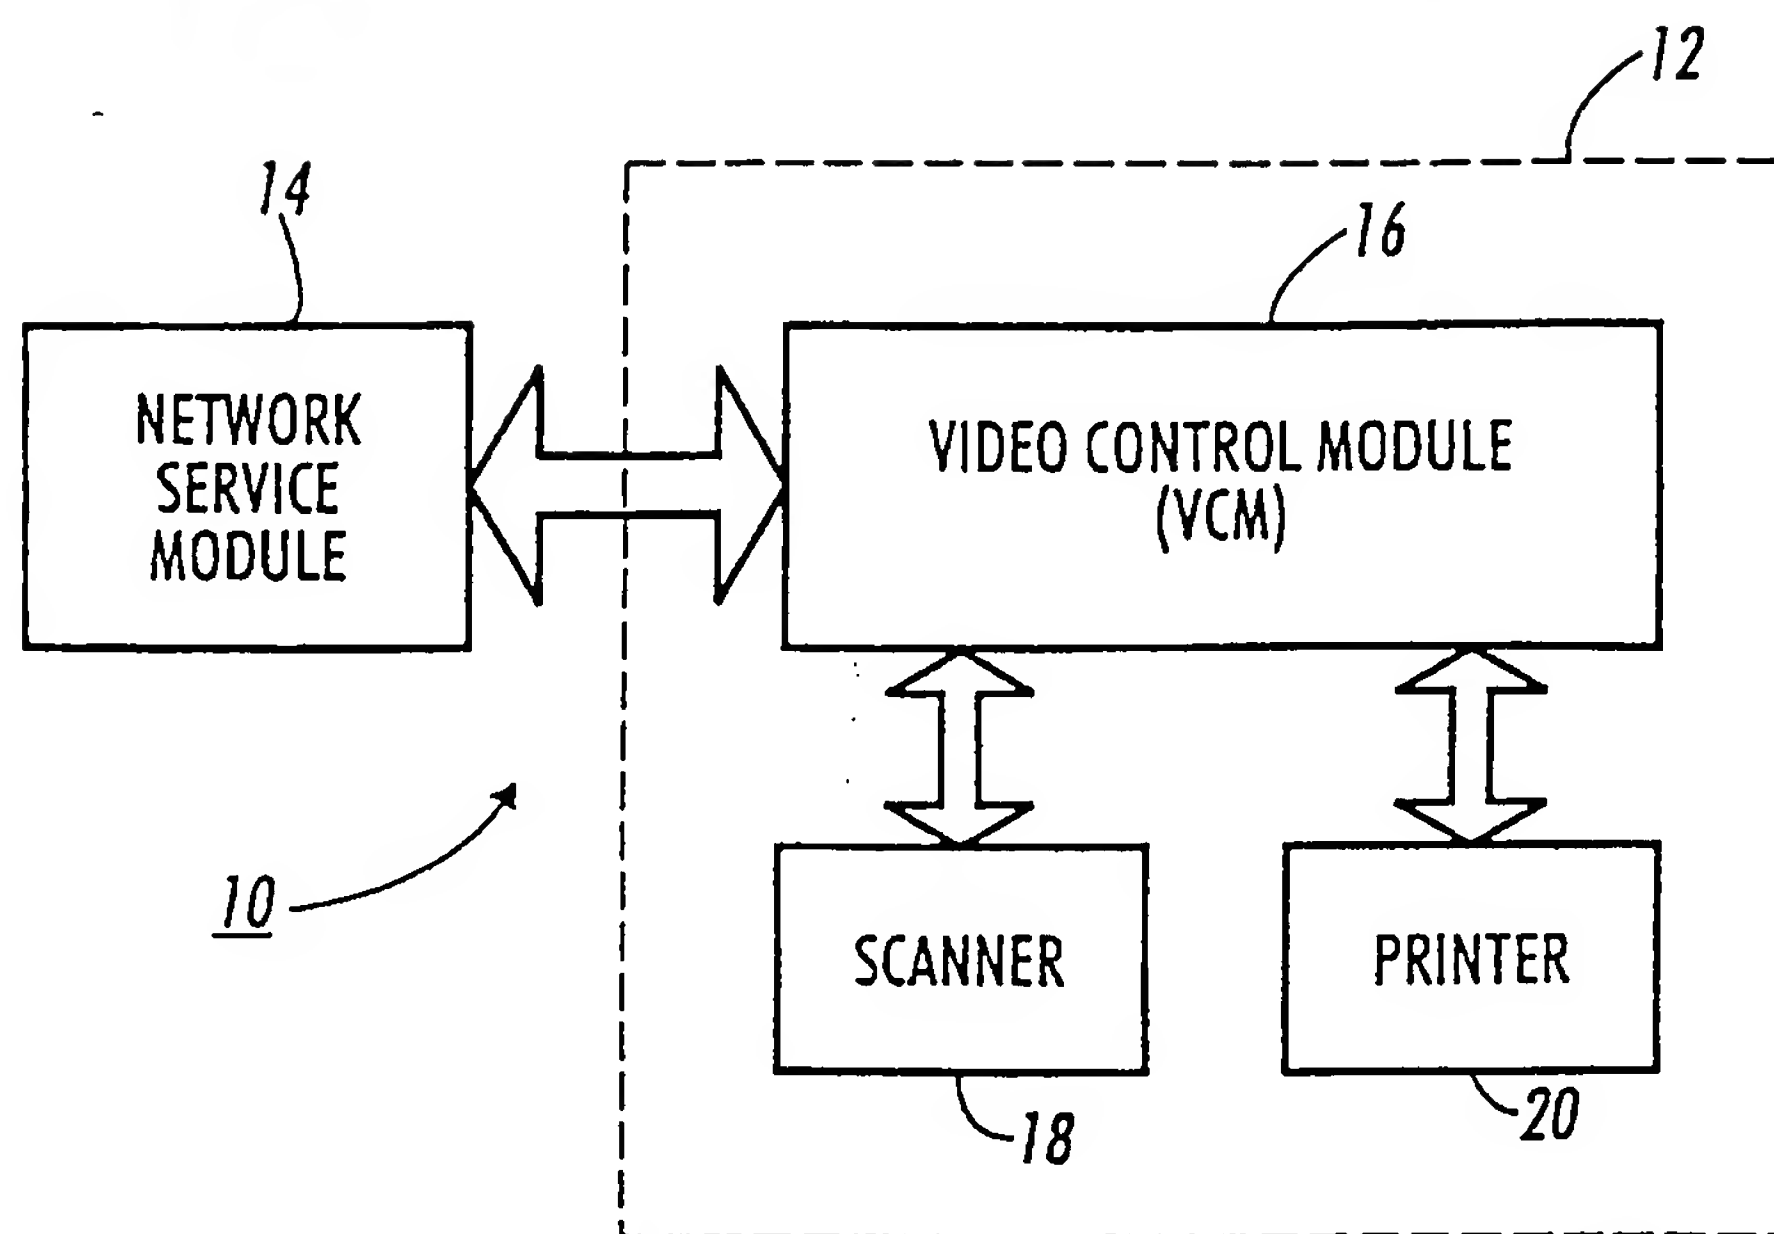 12
14
16
NETWORK
SERVICE
MODULE
VIDEO CONTROL MODULE
(VCM)
10
SCANNER
PRINTER
18
20